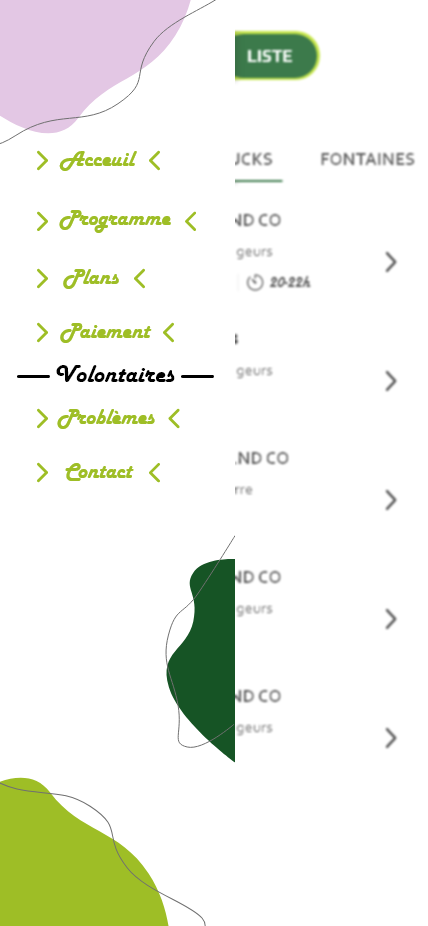 LISTE
UCKS FONTAINES
Acceuil
Programme
Plans
Paiement
Volontaires
Problèmes
Contact
ND CO
geurs
20-22h
geurs
ND CO
rre
ND CO
geurs
ND CO
geurs